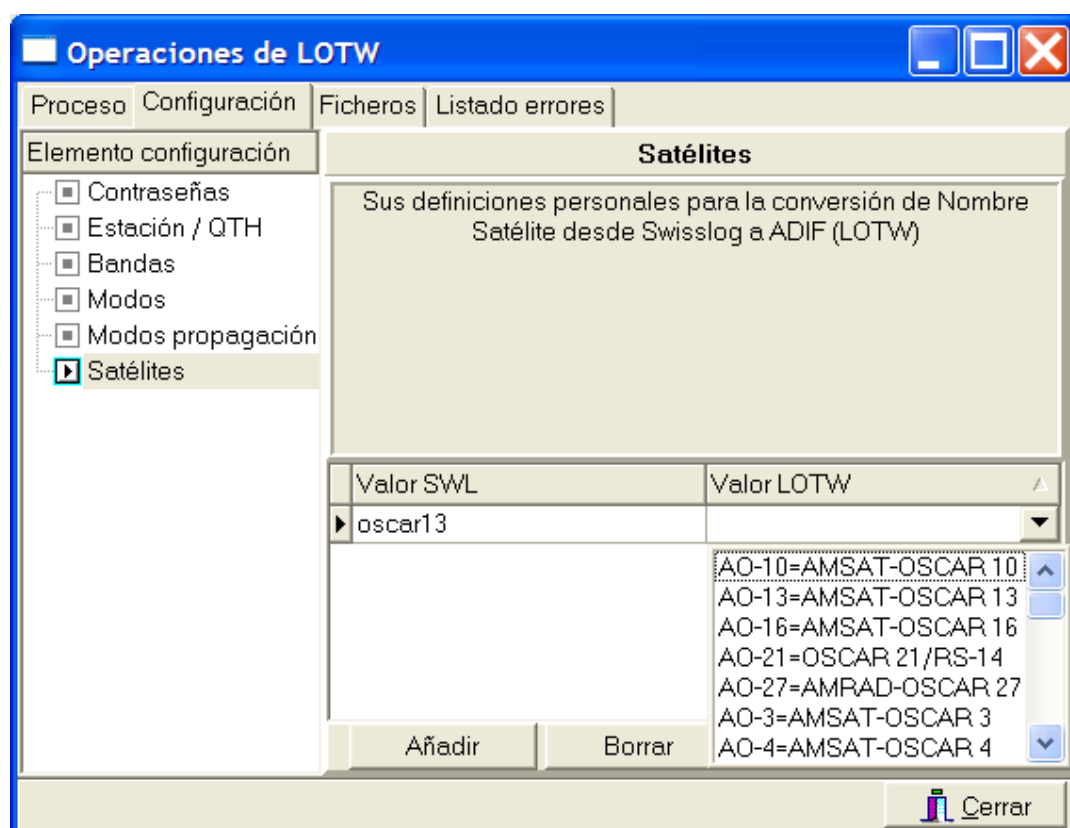 Operaciones de LOTW
Proceso Configuración Ficheros Listado errores
Elemento configuración
Contraseñas
Estación / QTH
Bandas
Modos
Modos propagación
Satélites
Satélites
Sus definiciones personales para la conversión de Nombre
Satélite desde Swisslog a ADIF (LOTW)
Valor SWL Valor LOTW
oscar13
AO-10=AMSAT-OSCAR 10
AO-13=AMSAT-OSCAR 13
AO-16=AMSAT-OSCAR 16
AO-21=OSCAR 21/RS-14
AO-27=AMRAD-OSCAR 27
AO-3=AMSAT-OSCAR 3
AO-4=AMSAT-OSCAR 4
Añadir Borrar
Cerrar